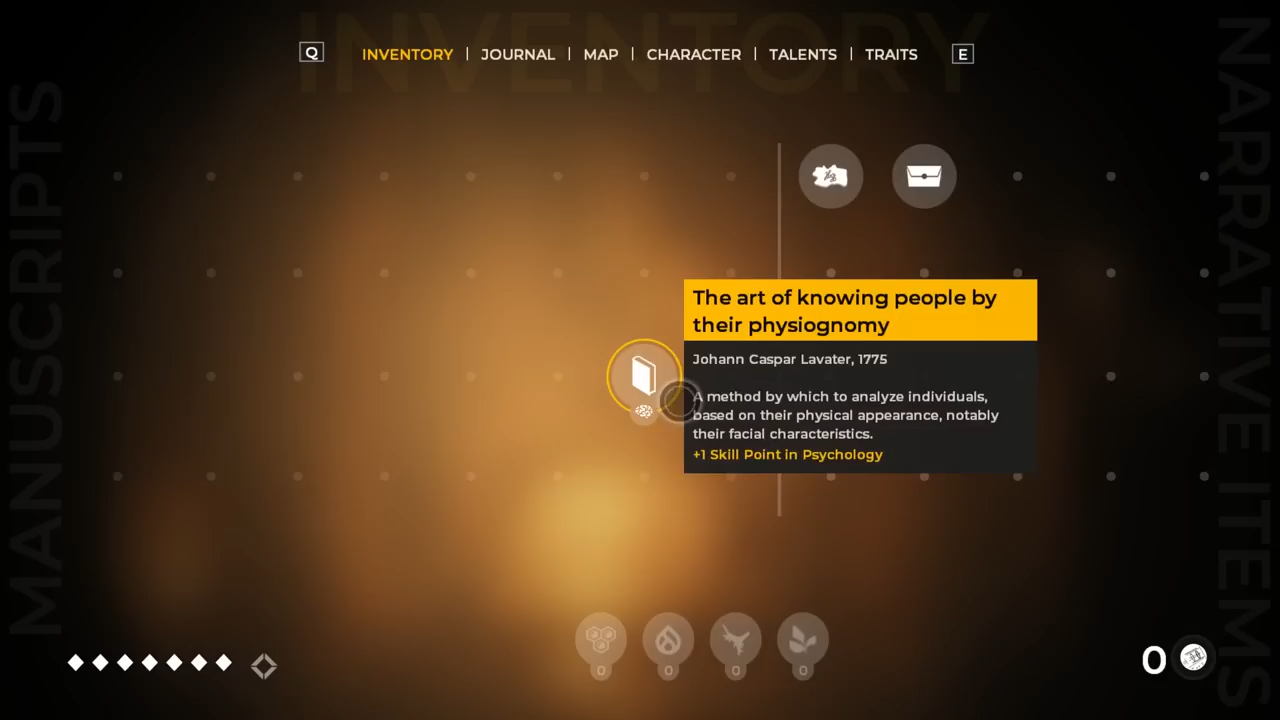 INVENTORY
Q
INVENTORY
JOURNAL
MAP
CHARACTER
TALENTS
TRAITS
E
MANUSCRIPTS
NARRATIVE ITEMS
The art of knowing people by
their physiognomy
Johann Caspar Lavater, 1775
A method by which to analyze individuals,
based on their physical appearance, notably
their facial characteristics.
+1 Skill Point in Psychology
0
0
0
0
0